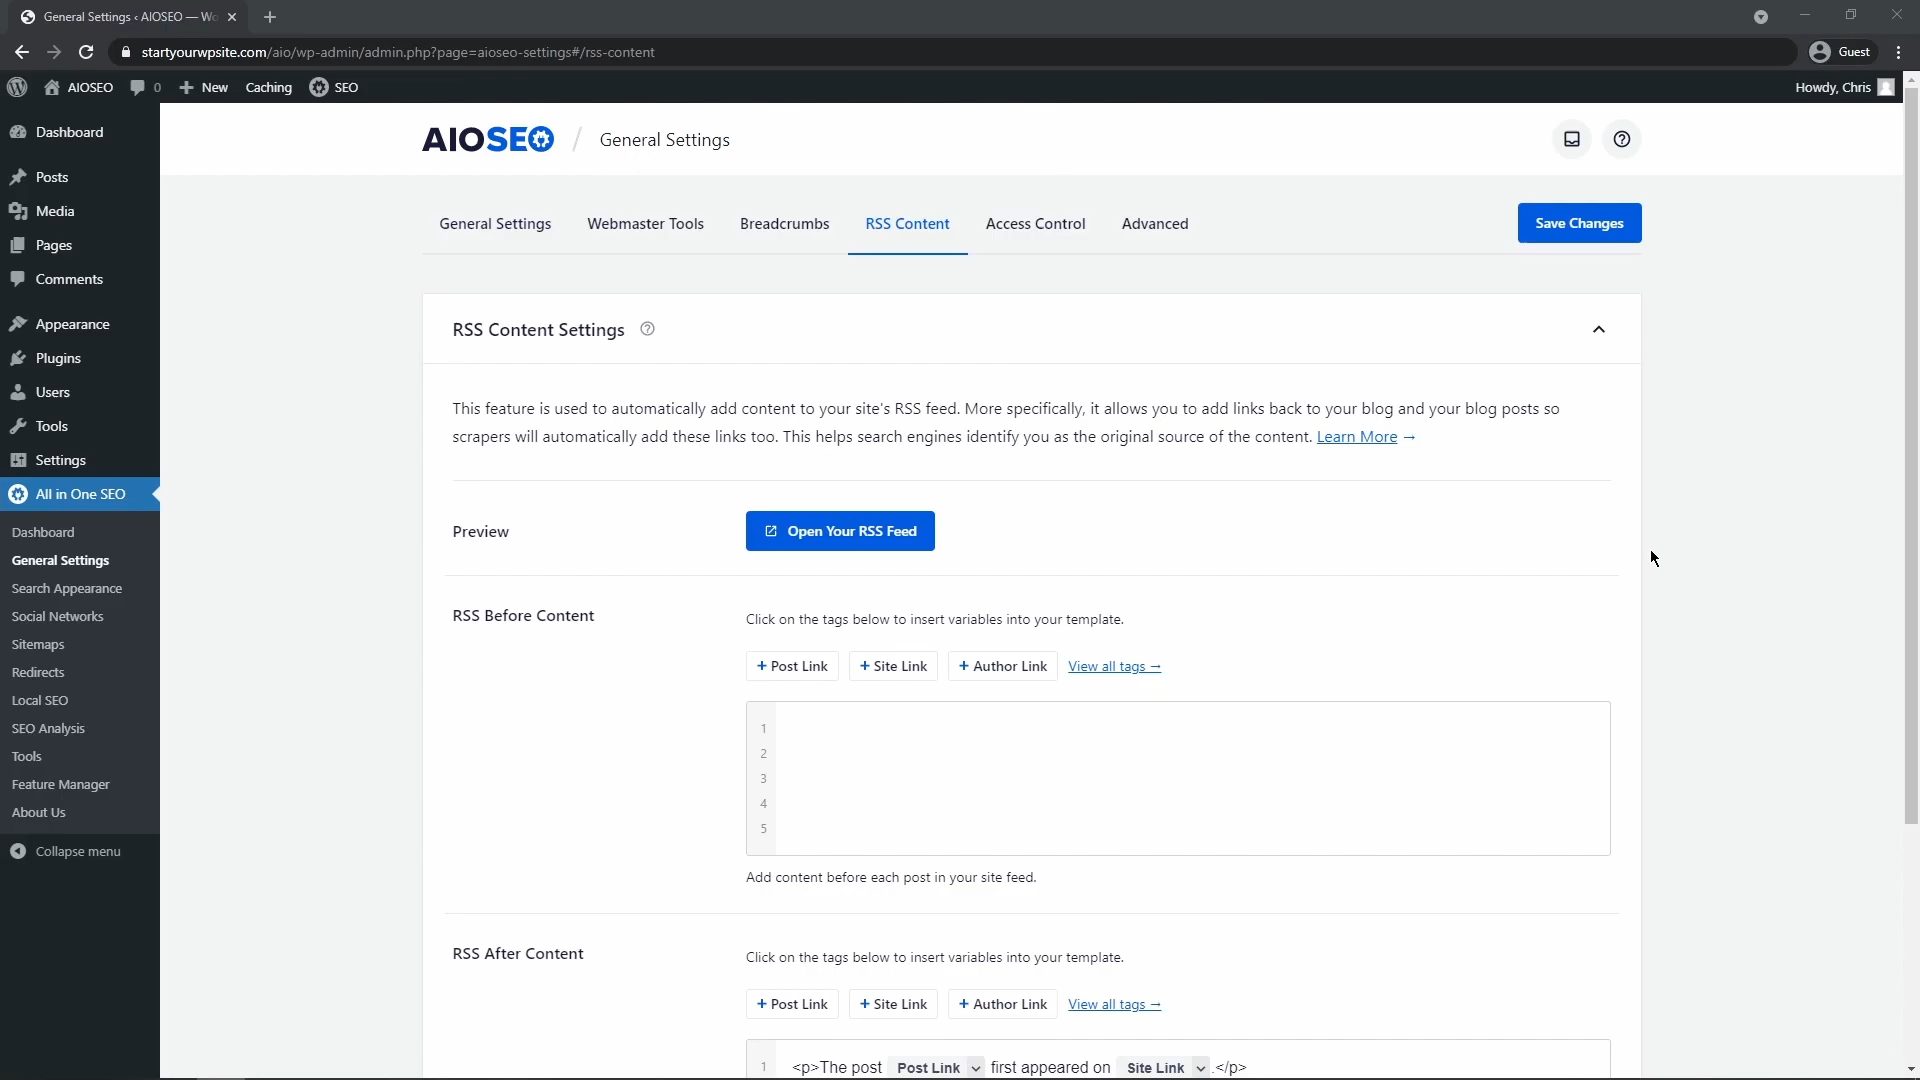 General Settings ‹ AIOSEO — Wo
startyourwpsite.com/aio/wp-admin/admin.php?page=aioseo-settings#/rss-content
Guest
AIOSEO
0
New
Caching
SEO
Howdy, Chris
Dashboard
Posts
Media
Pages
Comments
Appearance
Plugins
Users
Tools
Settings
All in One SEO
Dashboard
General Settings
Search Appearance
Social Networks
Sitemaps
Redirects
Local SEO
SEO Analysis
Tools
Feature Manager
About Us
Collapse menu
AIOSEO / General Settings
General Settings
Webmaster Tools
Breadcrumbs
RSS Content
Access Control
Advanced
Save Changes
RSS Content Settings
This feature is used to automatically add content to your site's RSS feed. More specifically, it allows you to add links back to your blog and your blog posts so
scrapers will automatically add these links too. This helps search engines identify you as the original source of the content. Learn More →
Preview
Open Your RSS Feed
RSS Before Content
Click on the tags below to insert variables into your template.
+ Post Link
+ Site Link
+ Author Link
View all tags →
1
2
3
4
5
Add content before each post in your site feed.
RSS After Content
Click on the tags below to insert variables into your template.
+ Post Link
+ Site Link
+ Author Link
View all tags →
1 <p>The post Post Link first appeared on Site Link .</p>